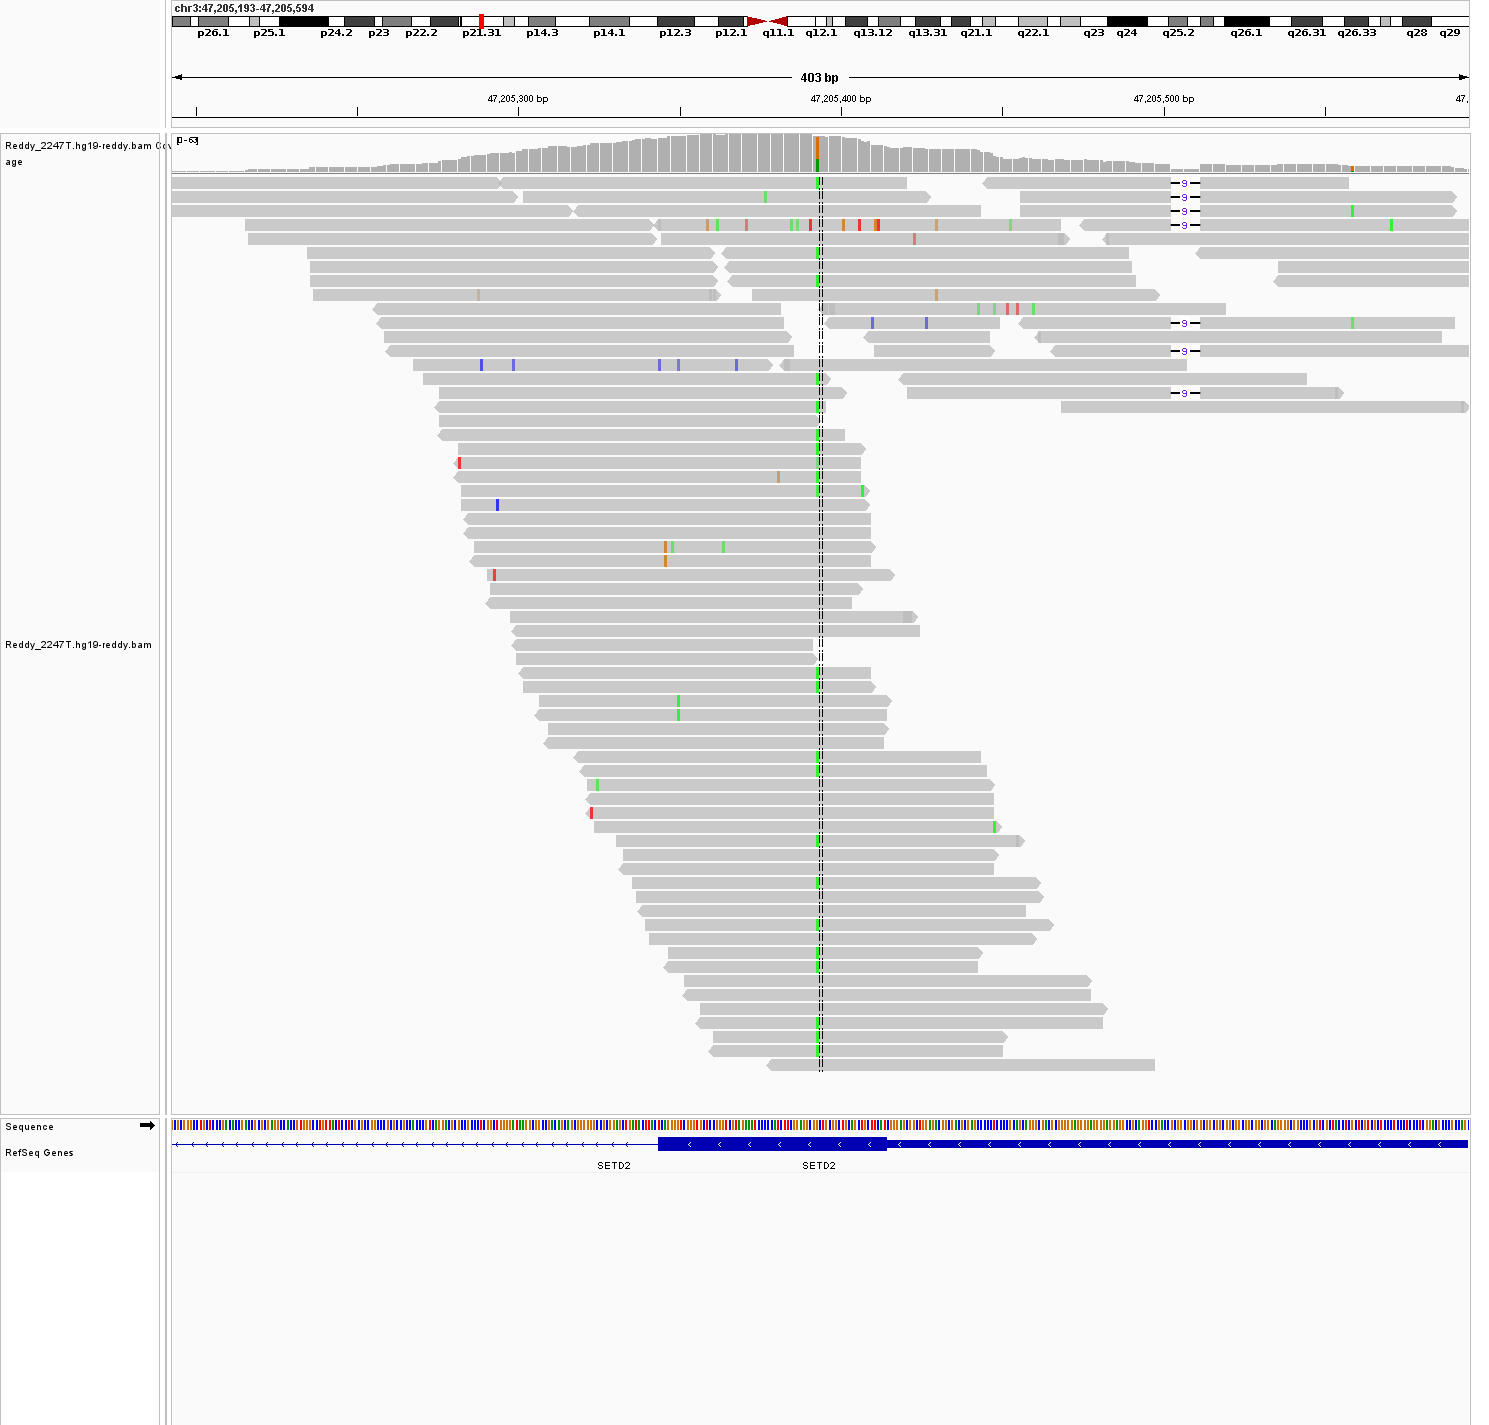 chr3:47,205,193-47,205,594
p26.1 p25.1 p24.2 p23 p22.2 p21.31 p14.3 p14.1 p12.3 p12.1 q11.1 q12.1 q13.12 q13.31 q21.1 q22.1 q23 q24 q25.2 q26.1 q26.31 q26.33 q28 q29
403 bp
47,205,300 bp 47,205,400 bp 47,205,500 bp 47,
Reddy_2247T.hg19-reddy.bam Cov
age
[0-63]
9
9
9
9
9
9
9
Reddy_2247T.hg19-reddy.bam
Sequence
RefSeq Genes
SETD2 SETD2